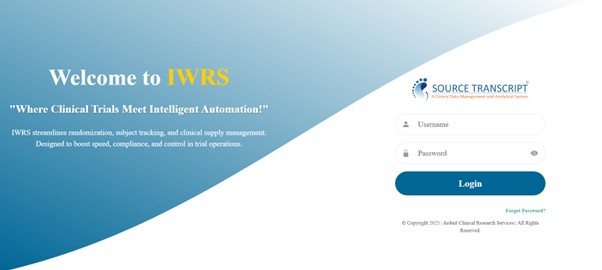 Welcome to IWRS
"Where Clinical Trials Meet Intelligent Automation!"
IWRS streamlines randomization, subject tracking, and clinical supply management.
Designed to boost speed, compliance, and control in trial operations.
SOURCE TRANSCRIPT
A Clinical Data Management and Analytical System
Username
Password
Login
Forgot Password?
© Copyright 2025 | Ardent Clinical Research Services | All Rights
Reserved.